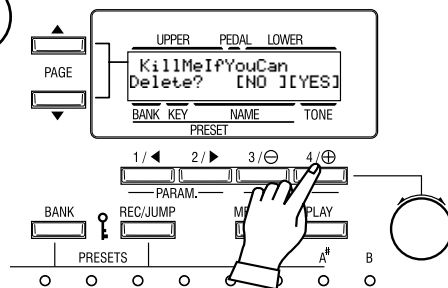 UPPER PEDAL LOWER
KillMeIfYouCan
Delete? [NO ][YES]
PAGE
BANK KEY NAME TONE
PRESET
1/◀ 2/▶ 3/⊖ 4/⊕
PARAM.
BANK REC/JUMP PLAY
PRESETS A# B